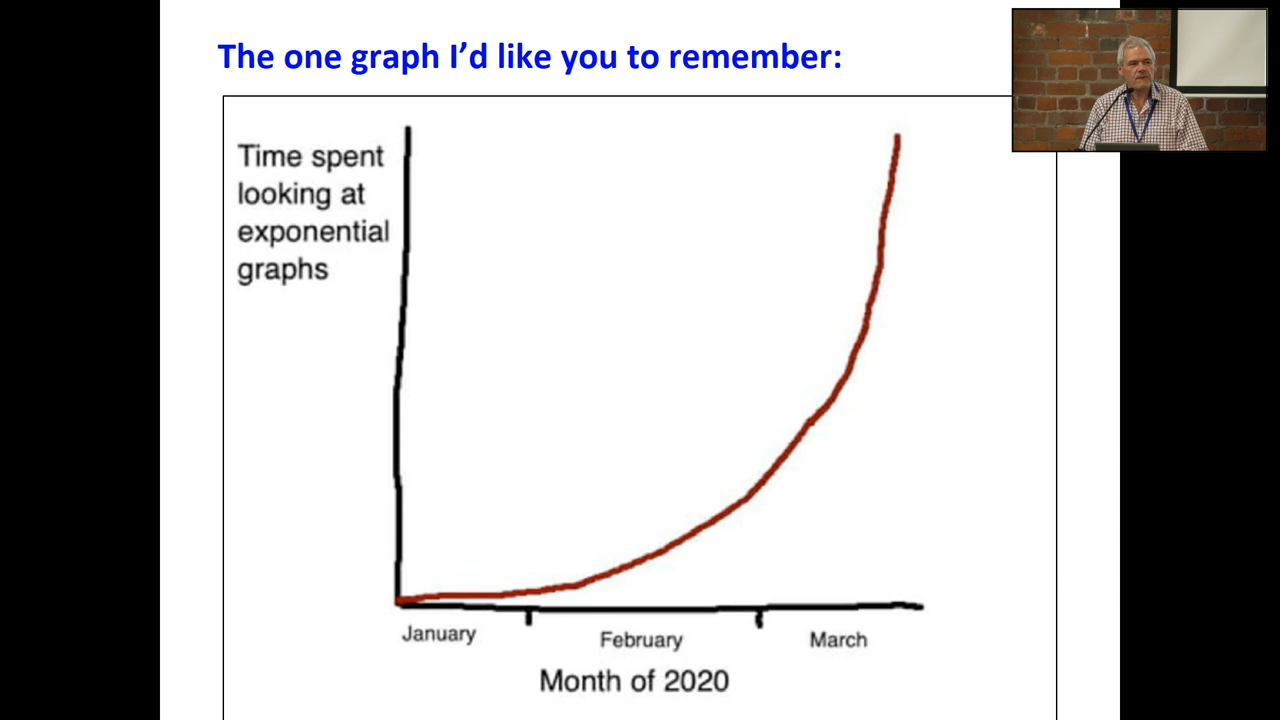 The one graph I'd like you to remember:
Time spent
looking at
exponential
graphs
January
February
March
Month of 2020